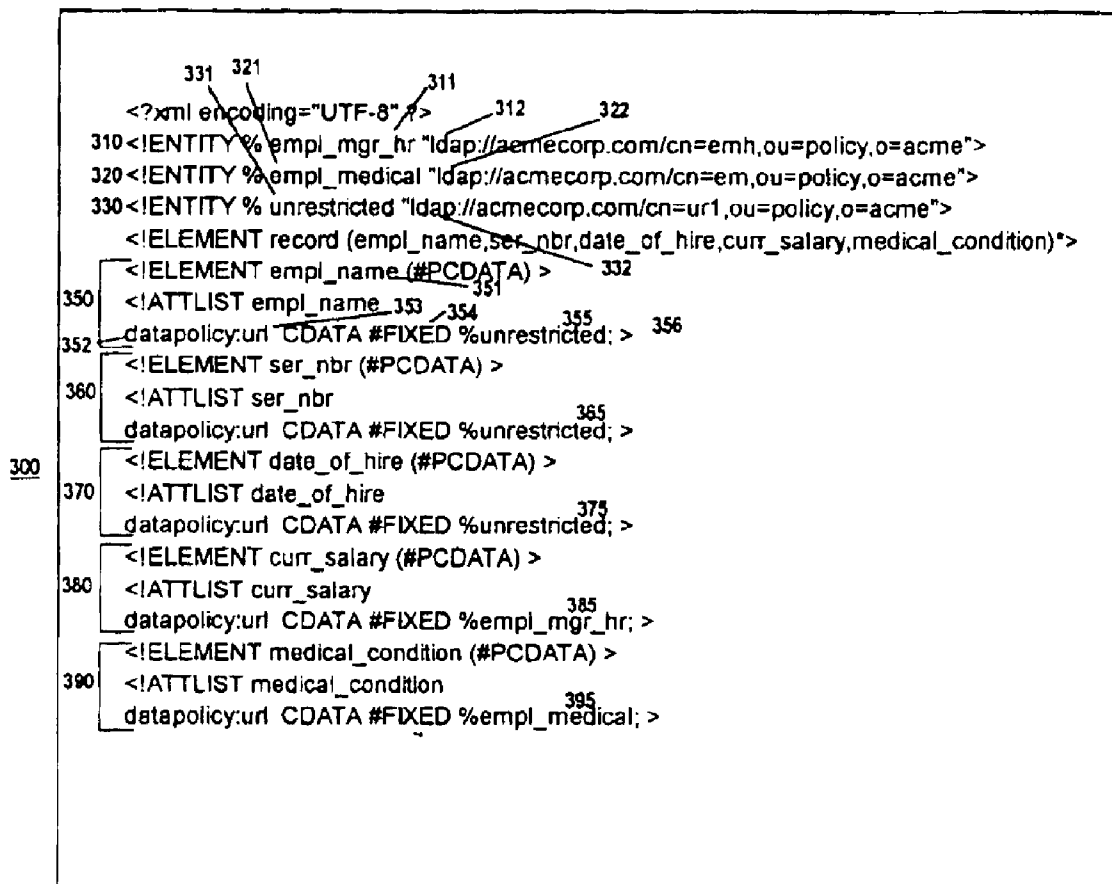 331 321 311
<?xml encoding="UTF-8" ?> 312 322
310 <!ENTITY % empl_mgr_hr "ldap://acmecorp.com/cn=emh,ou=policy,o=acme">
320 <!ENTITY % empl_medical "ldap://acmecorp.com/cn=em,ou=policy,o=acme">
330 <!ENTITY % unrestricted "ldap://acmecorp.com/cn=ur1,ou=policy,o=acme">
<!ELEMENT record (empl_name,ser_nbr,date_of_hire,curr_salary,medical_condition)*>
<!ELEMENT empl_name (#PCDATA) > 332
351
350 <!ATTLIST empl_name 353 354
352 datapolicy:url CDATA #FIXED %unrestricted; > 355 356
<!ELEMENT ser_nbr (#PCDATA) >
360 <!ATTLIST ser_nbr
365
datapolicy:url CDATA #FIXED %unrestricted; >
300
<!ELEMENT date_of_hire (#PCDATA) >
370 <!ATTLIST date_of_hire
375
datapolicy:url CDATA #FIXED %unrestricted; >
<!ELEMENT curr_salary (#PCDATA) >
380 <!ATTLIST curr_salary
385
datapolicy:url CDATA #FIXED %empl_mgr_hr; >
<!ELEMENT medical_condition (#PCDATA) >
390 <!ATTLIST medical_condition
395
datapolicy:url CDATA #FIXED %empl_medical; >